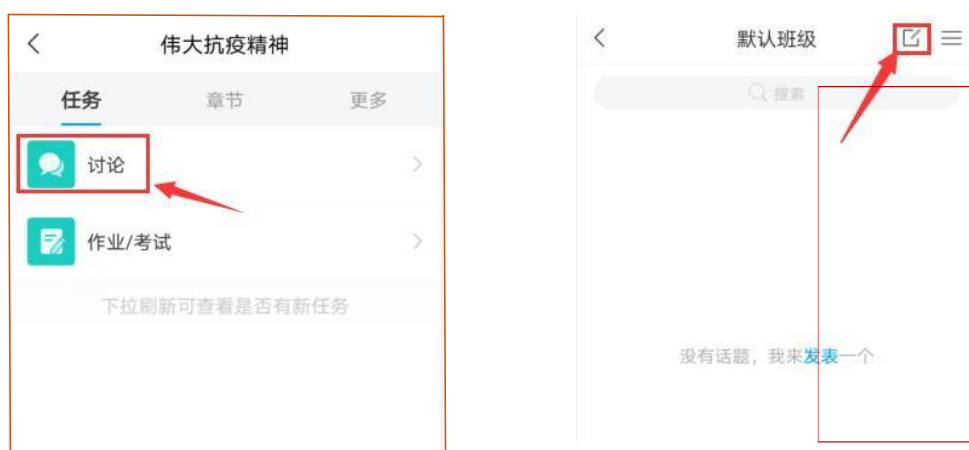 伟大抗疫精神
任务 章节 更多
讨论
作业/考试
下拉刷新可查看是否有新任务
默认班级
搜索
没有话题，我来发表一个